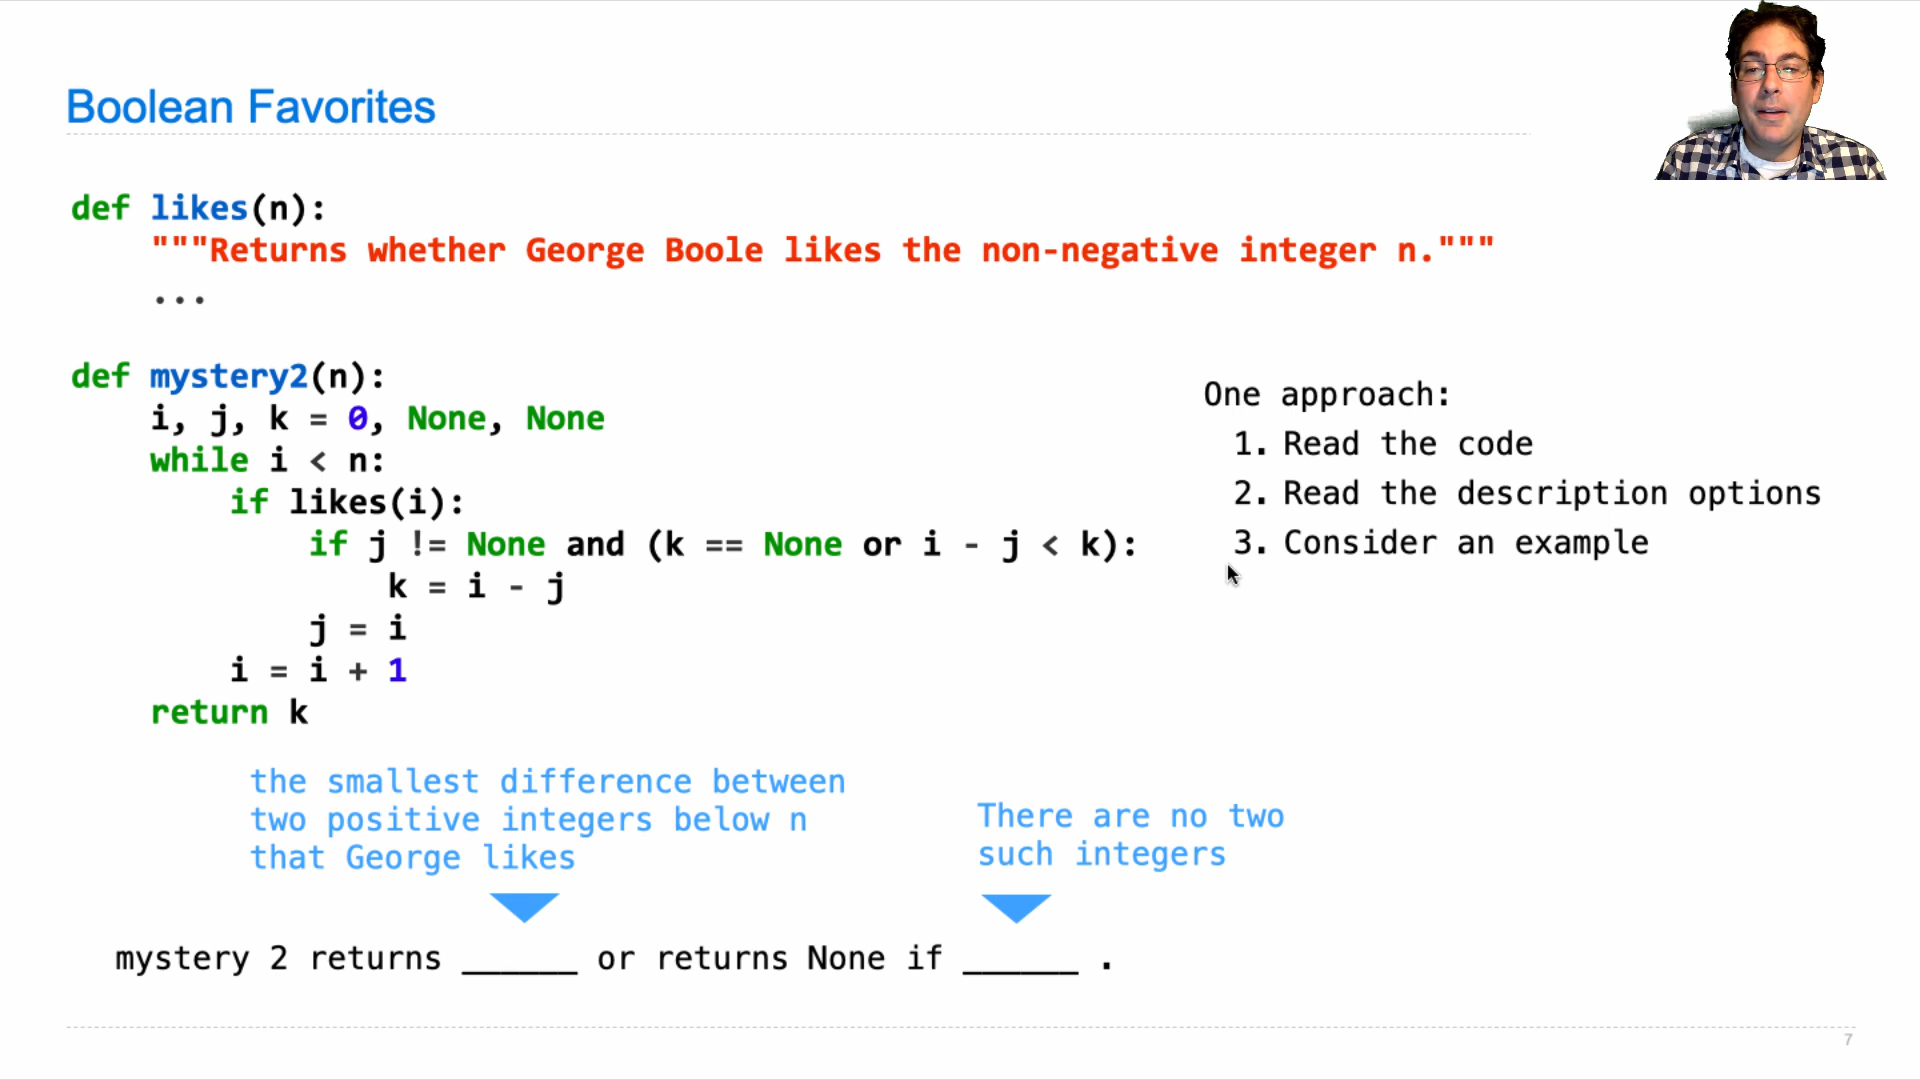 Boolean Favorites
def likes(n):
    """Returns whether George Boole likes the non-negative integer n."""
    ...
def mystery2(n):
    i, j, k = 0, None, None
    while i < n:
        if likes(i):
            if j != None and (k == None or i - j < k):
                k = i - j
            j = i
        i = i + 1
    return k
One approach:
1. Read the code
2. Read the description options
3. Consider an example
the smallest difference between
two positive integers below n
that George likes
There are no two
such integers
mystery 2 returns ______ or returns None if ______ .
7